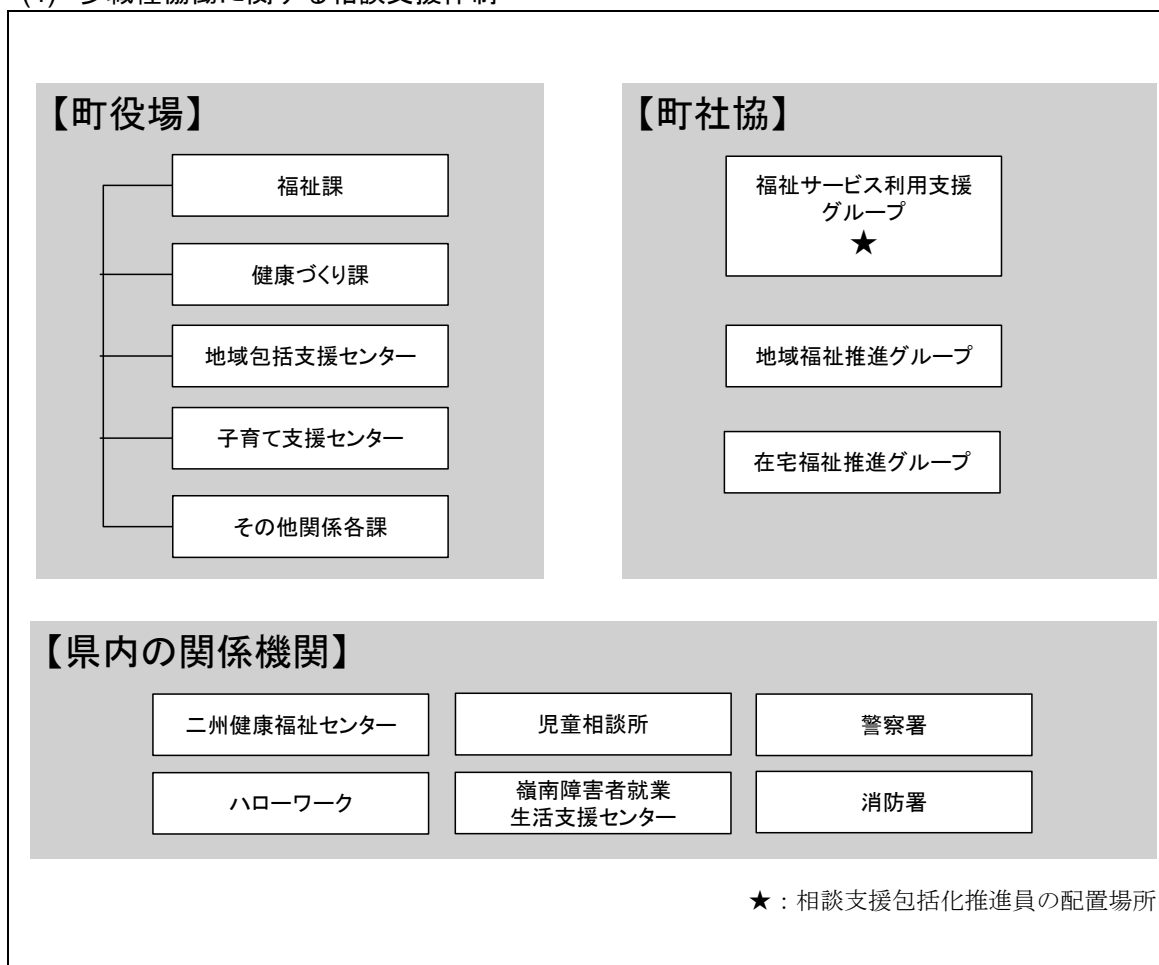 【町役場】
福祉課
健康づくり課
地域包括支援センター
子育て支援センター
その他関係各課
【町社協】
福祉サービス利用支援
グループ
★
地域福祉推進グループ
在宅福祉推進グループ
【県内の関係機関】
二州健康福祉センター
児童相談所
警察署
ハローワーク
嶺南障害者就業
生活支援センター
消防署
★：相談支援包括化推進員の配置場所